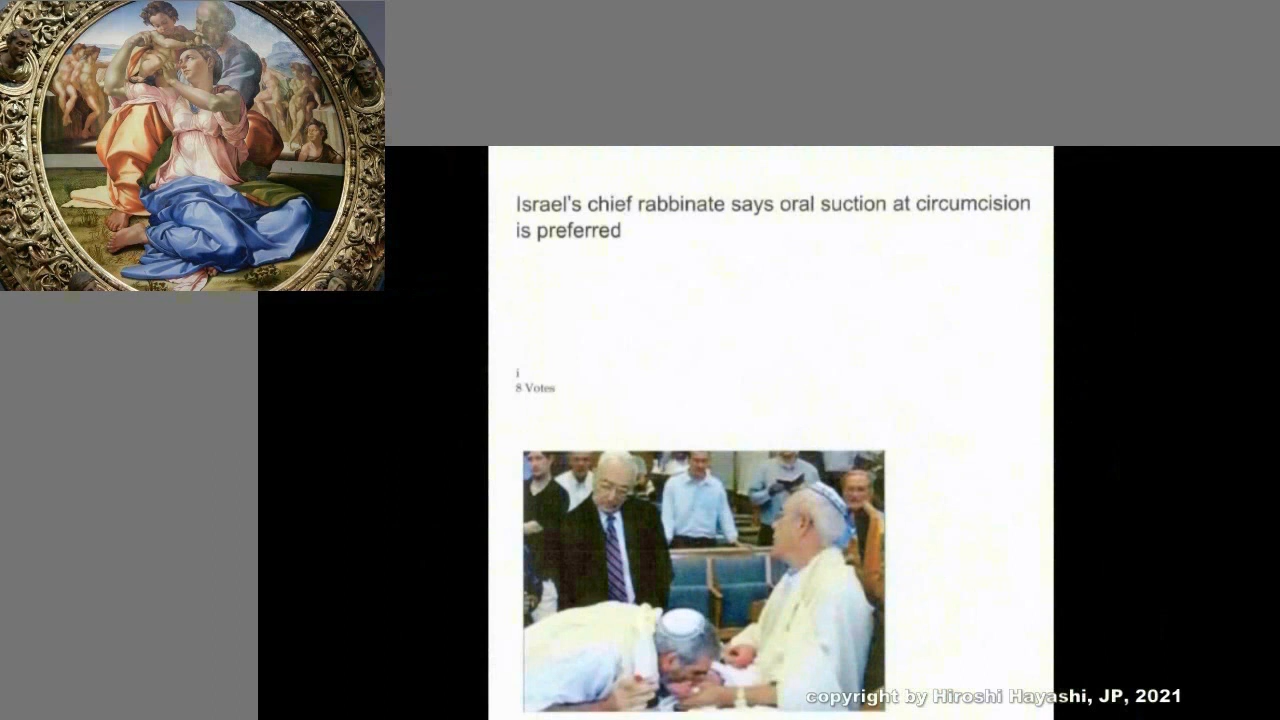 Israel's chief rabbinate says oral suction at circumcision
is preferred
i
8 Votes
copyright by Hiroshi Hayashi, JP, 2021